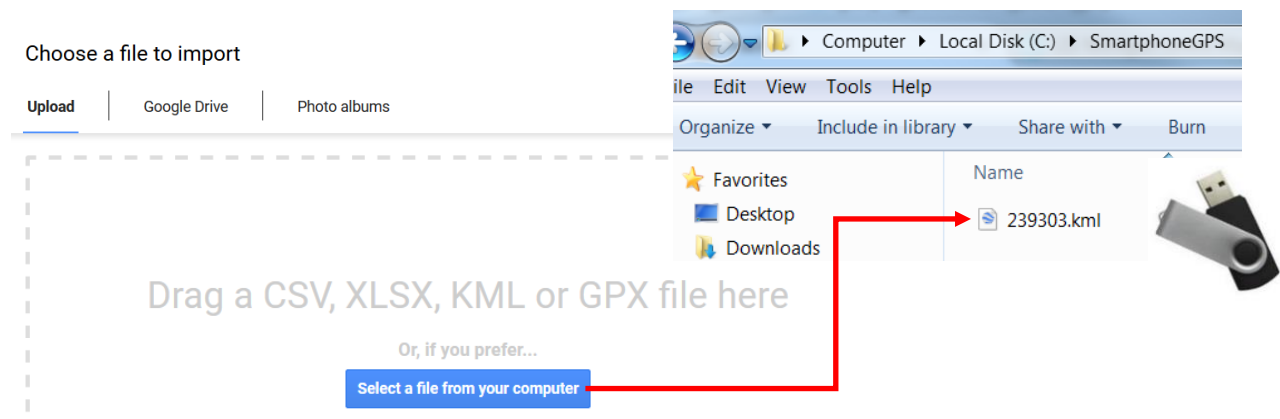 Choose a file to import
Upload
Google Drive
Photo albums
Drag a CSV, XLSX, KML or GPX file here
Or, if you prefer...
Select a file from your computer
Computer Local Disk (C:) SmartphoneGPS
ile Edit View Tools Help
Organize Include in library Share with Burn
Favorites
Desktop
Downloads
Name
239303.kml